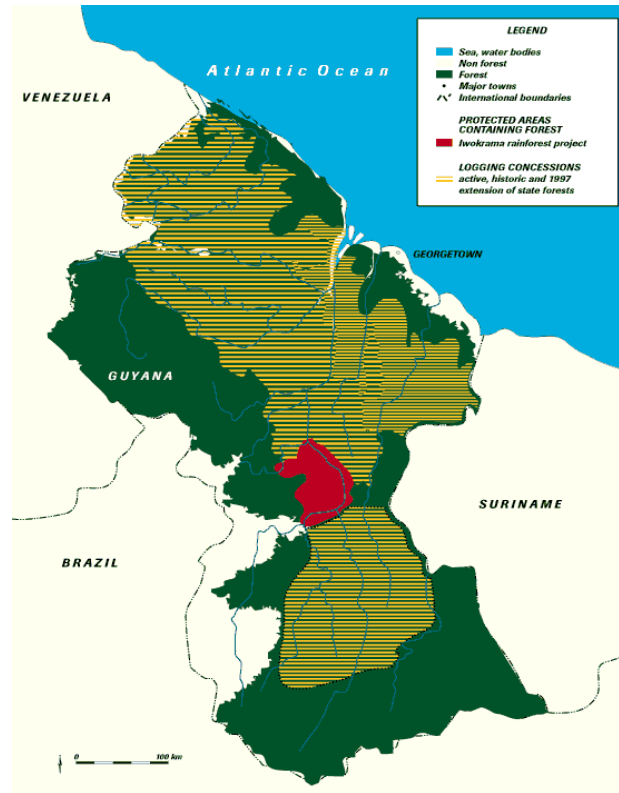 LEGEND
Sea, water bodies
Non forest
Forest
Major towns
International boundaries
PROTECTED AREAS
CONTAINING FOREST
Iwokrama rainforest project
LOGGING CONCESSIONS
active, historic and 1997
extension of state forests
Atlantic Ocean
VENEZUELA
GEORGETOWN
GUYANA
SURINAME
BRAZIL
0 100 km